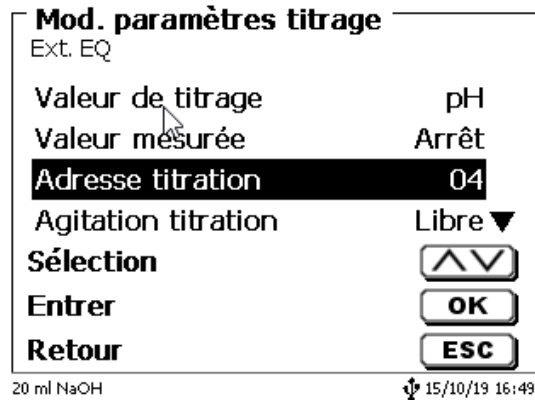 Mod. paramètres titrage
Ext. EQ
Valeur de titrage pH
Valeur mesurée Arrêt
Adresse titration 04
Agitation titration Libre
Sélection
Entrer OK
Retour ESC
20 ml NaOH 15/10/19 16:49